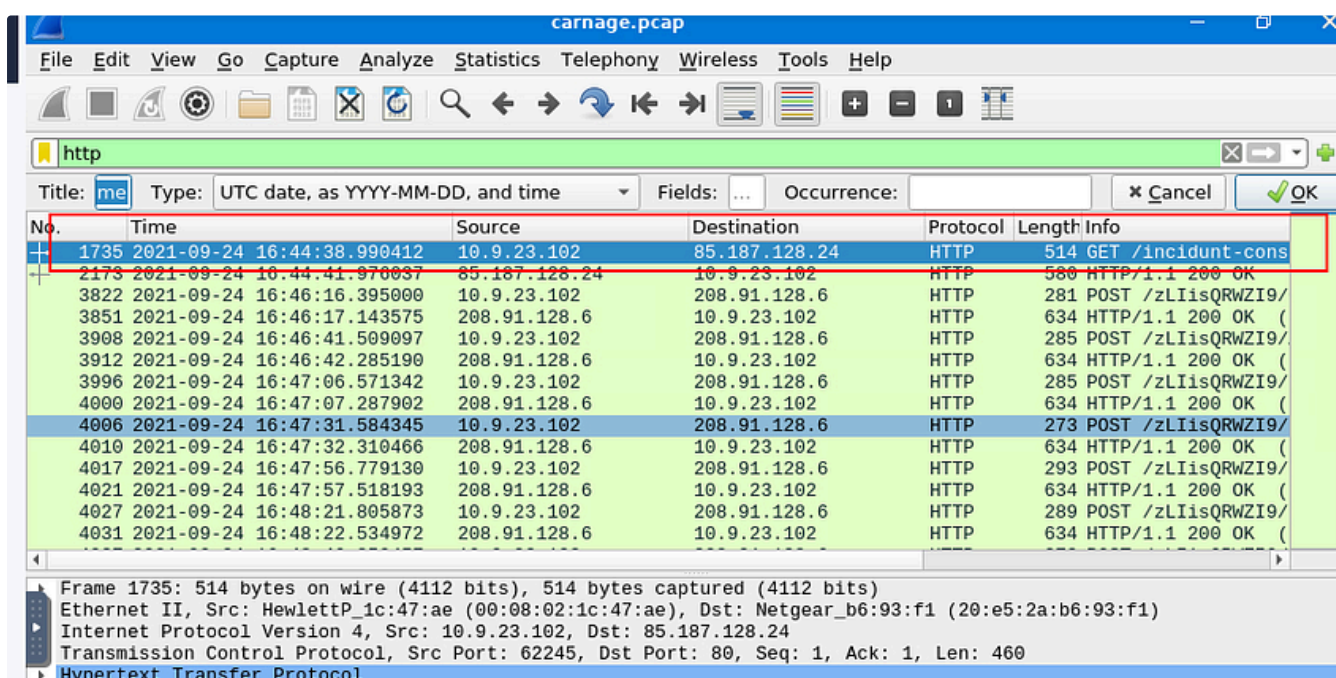 carnage.pcap
File Edit View Go Capture Analyze Statistics Telephony Wireless Tools Help
http
Title: me Type: UTC date, as YYYY-MM-DD, and time Fields: ... Occurrence: Cancel OK
No. Time Source Destination Protocol Length Info
1735 2021-09-24 16:44:38.990412 10.9.23.102 85.187.128.24 HTTP 514 GET /incidunt-cons
2173 2021-09-24 16:44:41.976037 85.187.128.24 10.9.23.102 HTTP 580 HTTP/1.1 200 OK
3822 2021-09-24 16:46:16.395000 10.9.23.102 208.91.128.6 HTTP 281 POST /zLIisQRWZI9/
3851 2021-09-24 16:46:17.143575 208.91.128.6 10.9.23.102 HTTP 634 HTTP/1.1 200 OK (
3908 2021-09-24 16:46:41.509097 10.9.23.102 208.91.128.6 HTTP 285 POST /zLIisQRWZI9/
3912 2021-09-24 16:46:42.285190 208.91.128.6 10.9.23.102 HTTP 634 HTTP/1.1 200 OK (
3996 2021-09-24 16:47:06.571342 10.9.23.102 208.91.128.6 HTTP 285 POST /zLIisQRWZI9/
4000 2021-09-24 16:47:07.287902 208.91.128.6 10.9.23.102 HTTP 634 HTTP/1.1 200 OK (
4006 2021-09-24 16:47:31.584345 10.9.23.102 208.91.128.6 HTTP 273 POST /zLIisQRWZI9/
4010 2021-09-24 16:47:32.310466 208.91.128.6 10.9.23.102 HTTP 634 HTTP/1.1 200 OK (
4017 2021-09-24 16:47:56.779130 10.9.23.102 208.91.128.6 HTTP 293 POST /zLIisQRWZI9/
4021 2021-09-24 16:47:57.518193 208.91.128.6 10.9.23.102 HTTP 634 HTTP/1.1 200 OK (
4027 2021-09-24 16:48:21.805873 10.9.23.102 208.91.128.6 HTTP 289 POST /zLIisQRWZI9/
4031 2021-09-24 16:48:22.534972 208.91.128.6 10.9.23.102 HTTP 634 HTTP/1.1 200 OK (
Frame 1735: 514 bytes on wire (4112 bits), 514 bytes captured (4112 bits)
Ethernet II, Src: HewlettP_1c:47:ae (00:08:02:1c:47:ae), Dst: Netgear_b6:93:f1 (20:e5:2a:b6:93:f1)
Internet Protocol Version 4, Src: 10.9.23.102, Dst: 85.187.128.24
Transmission Control Protocol, Src Port: 62245, Dst Port: 80, Seq: 1, Ack: 1, Len: 460
Hypertext Transfer Protocol